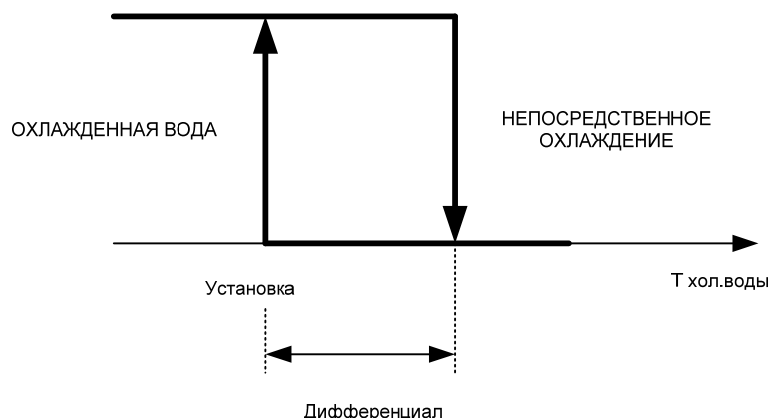 ОХЛАЖДЕННАЯ ВОДА
НЕПОСРЕДСТВЕННОЕ
ОХЛАЖДЕНИЕ
Установка
Т хол.воды
Дифференциал